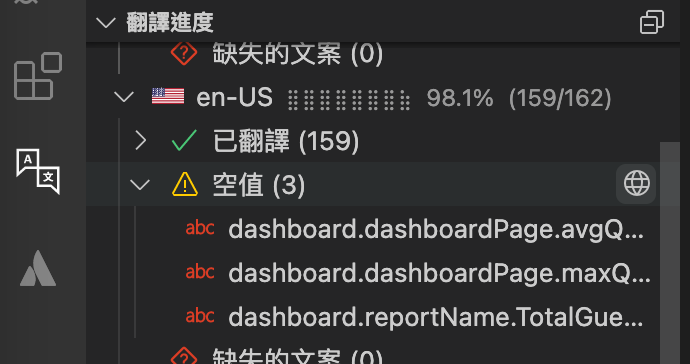 翻譯進度
缺失的文案 (0)
en-US 98.1% (159/162)
已翻譯 (159)
空值 (3)
abc dashboard.dashboardPage.avgQ...
abc dashboard.dashboardPage.maxQ...
abc dashboard.reportName.TotalGue...
缺失的文案 (0)
A
文